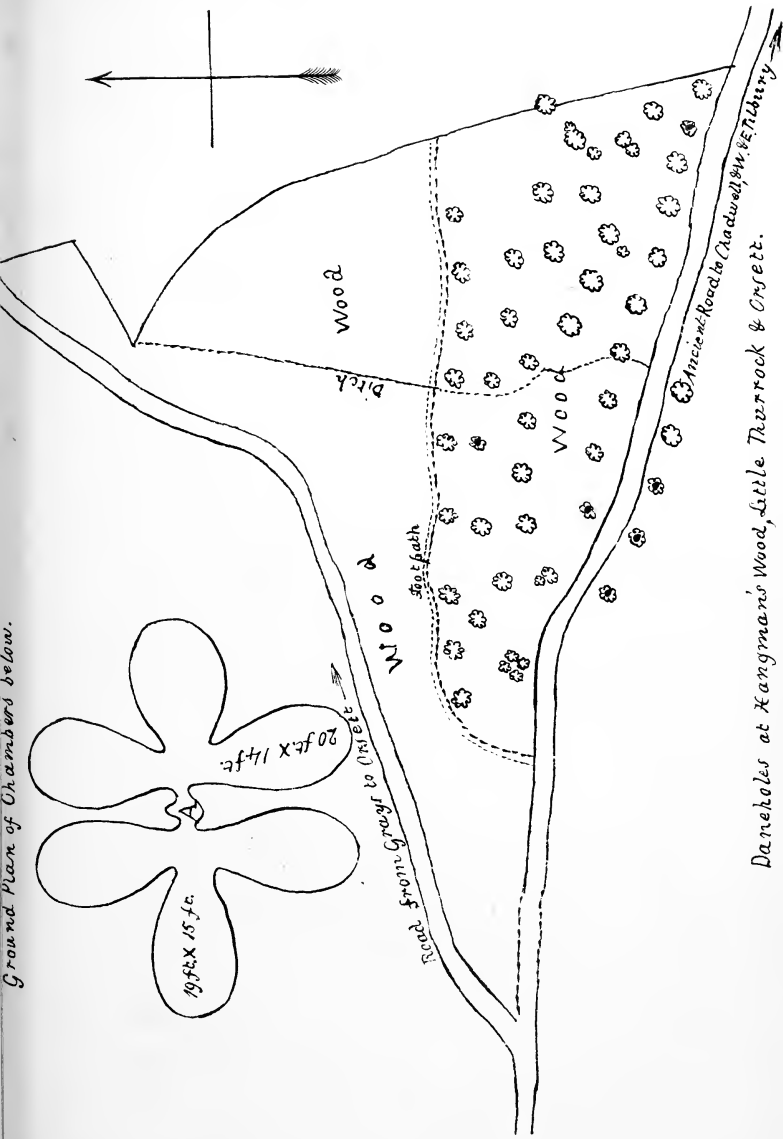 Ground Plan of Chambers below.
19 ft. X 15 ft.
20 ft. X 14 ft.
A
Road from Grays to Orsett
Wood
Wood
Ditch
Footpath
Wood
Ancient Road to Chadwell, & W. & E. Tilbury
Daneholes at Hangman's Wood, Little Thurrock & Orsett.